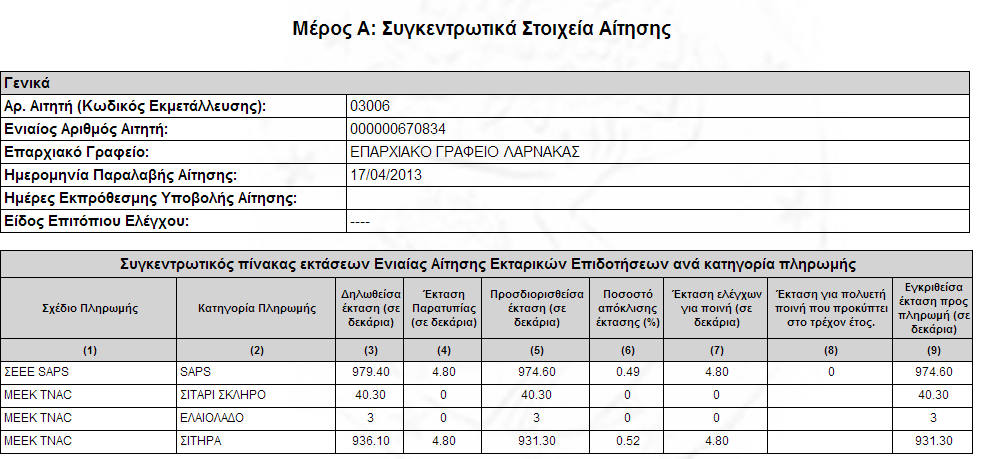 Μέρος Α: Συγκεντρωτικά Στοιχεία Αίτησης
Γενικά
Αρ. Αιτητή (Κωδικός Εκμετάλλευσης): 03006
Ενιαίος Αριθμός Αιτητή: 000000670834
Επαρχιακό Γραφείο: ΕΠΑΡΧΙΑΚΟ ΓΡΑΦΕΙΟ ΛΑΡΝΑΚΑΣ
Ημερομηνία Παραλαβής Αίτησης: 17/04/2013
Ημέρες Εκπρόθεσμης Υποβολής Αίτησης:
Είδος Επιτόπιου Ελέγχου: ----
Συγκεντρωτικός πίνακας εκτάσεων Ενιαίας Αίτησης Εκταρικών Επιδοτήσεων ανά κατηγορία πληρωμής
Σχέδιο Πληρωμής
Κατηγορία Πληρωμής
Δηλωθείσα
έκταση (σε
δεκάρια)
Έκταση
Παρατυπίας
(σε δεκάρια)
Προσδιορισθείσα
έκταση (σε
δεκάρια)
Ποσοστό
απόκλισης
έκτασης (%)
Έκταση ελέγχων
για ποινή (σε
δεκάρια)
Έκταση για πολυετή
ποινή που προκύπτει
στο τρέχον έτος.
Εγκριθείσα
έκταση προς
πληρωμή (σε
δεκάρια)
(1) (2) (3) (4) (5) (6) (7) (8) (9)
ΣΕΕΕ SAPS SAPS 979.40 4.80 974.60 0.49 4.80 0 974.60
ΜΕΕΚ TNAC ΣΙΤΑΡΙ ΣΚΛΗΡΟ 40.30 0 40.30 0 0 40.30
ΜΕΕΚ TNAC ΕΛΑΙΟΛΑΔΟ 3 0 3 0 0 3
ΜΕΕΚ TNAC ΣΙΤΗΡΑ 936.10 4.80 931.30 0.52 4.80 931.30